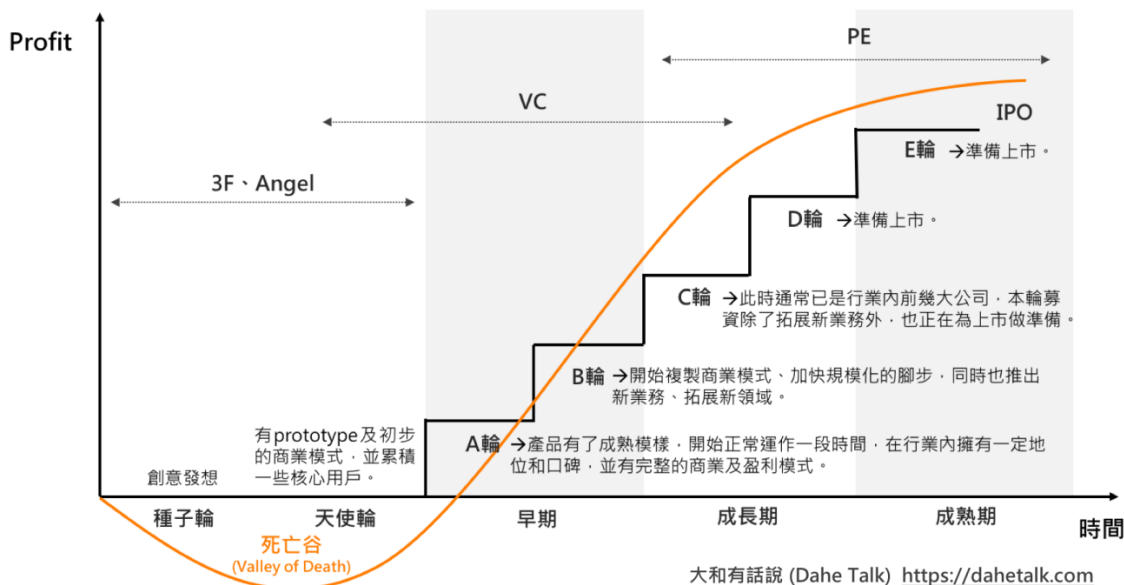 Profit
PE
VC
IPO
E輪 →準備上市。
3F、Angel
D輪 →準備上市。
C輪 →此時通常已是行業內前幾大公司，本輪募
資除了拓展新業務外，也正在為上市做準備。
B輪 →開始複製商業模式、加快規模化的腳步，同時也推出
新業務、拓展新領域。
有prototype及初步
的商業模式，並累積
一些核心用戶。
A輪 →產品有了成熟模樣，開始正常運作一段時間，在行業內擁有一定地
位和口碑，並有完整的商業及盈利模式。
創意發想
種子輪
天使輪
早期
成長期
成熟期
時間
死亡谷
(Valley of Death)
大和有話說 (Dahe Talk) https://dahetalk.com